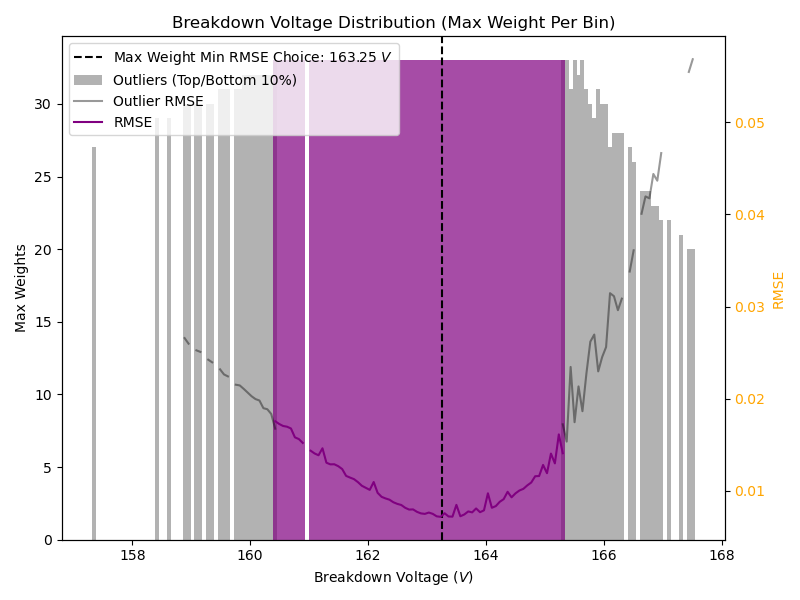 Breakdown Voltage Distribution (Max Weight Per Bin)
Max Weight Min RMSE Choice: 163.25 V
Outliers (Top/Bottom 10%)
Outlier RMSE
RMSE
Max Weights
0
5
10
15
20
25
30
158
160
162
164
166
168
Breakdown Voltage (V)
0.05
0.04
0.03
0.02
0.01
RMSE